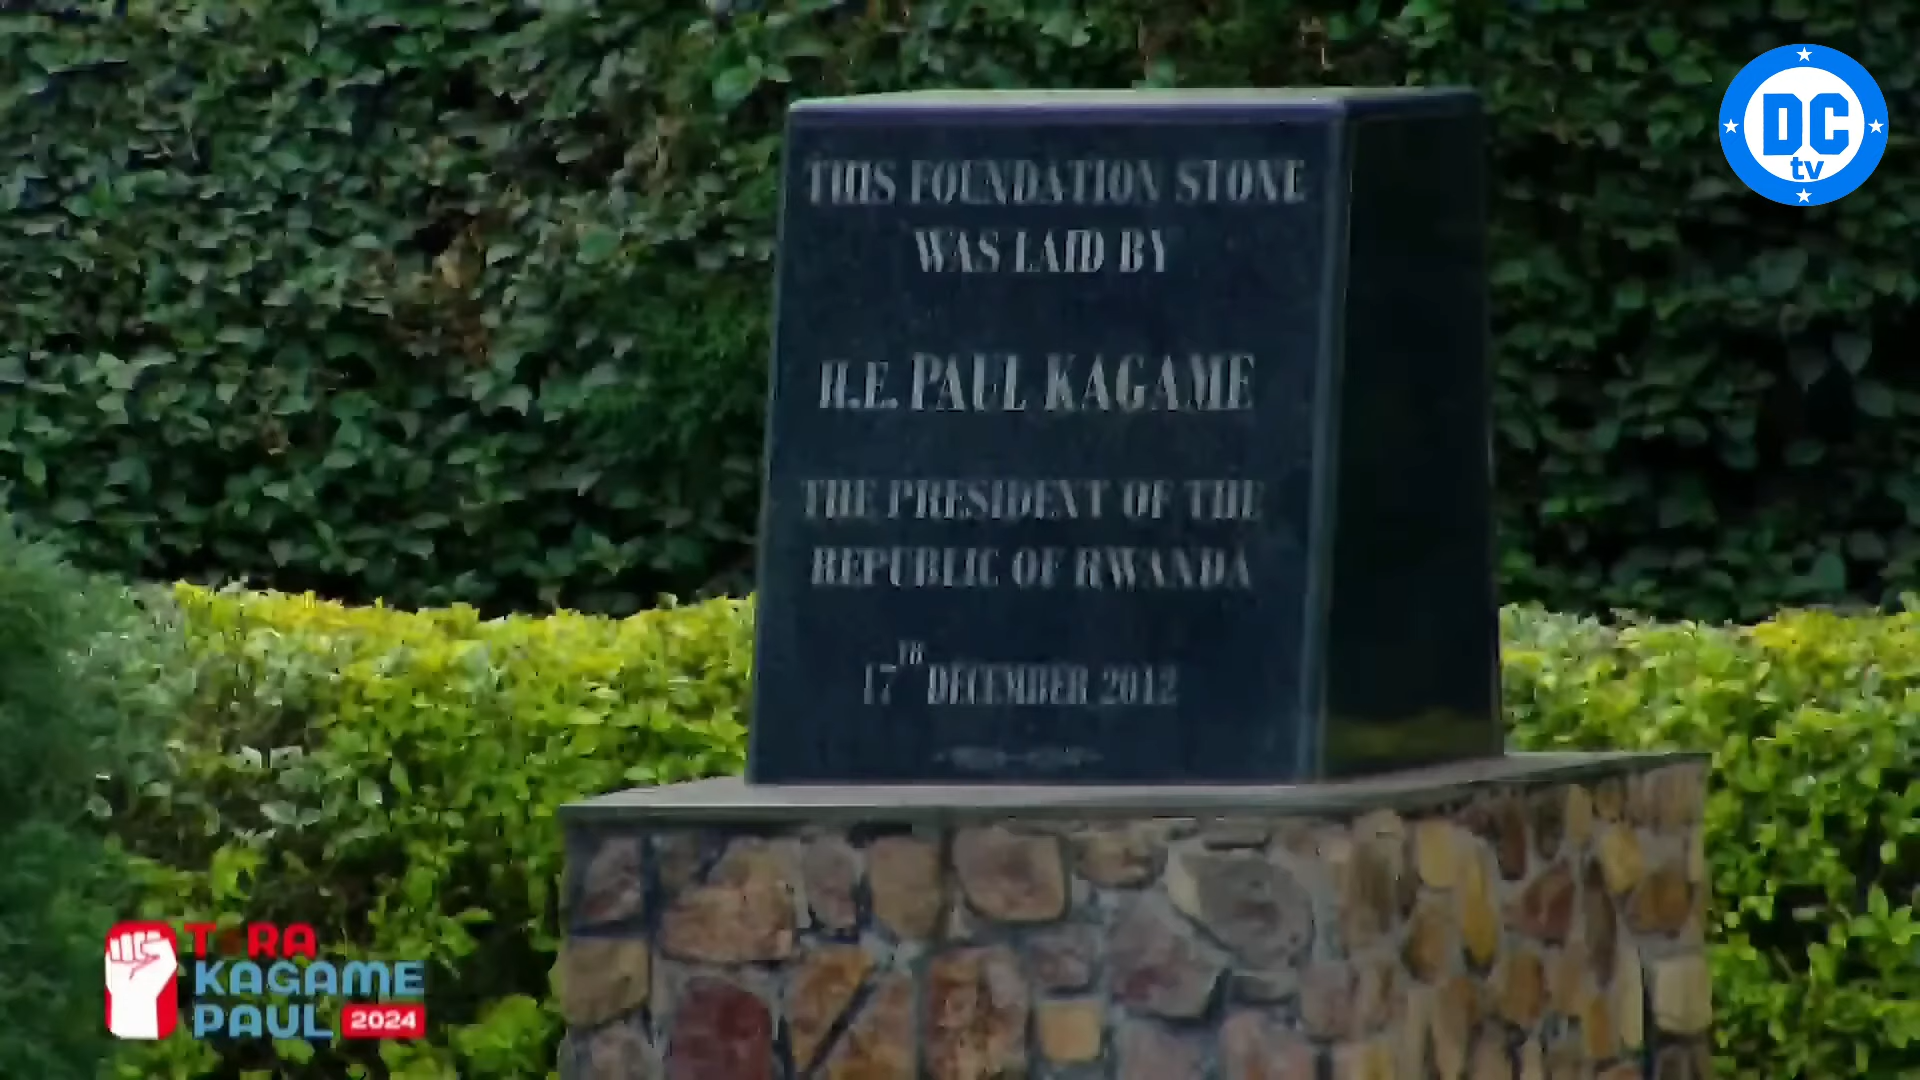 THIS FOUNDATION STONE
WAS LAID BY
H.E. PAUL KAGAME
THE PRESIDENT OF THE
REPUBLIC OF RWANDA
17TH DECEMBER 2012
DC
tv
TORA
KAGAME
PAUL 2024